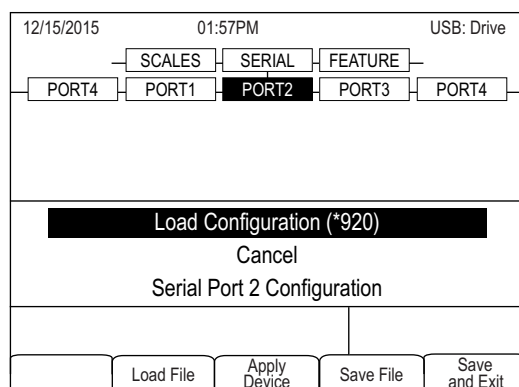 12/15/2015 01:57PM USB: Drive
SCALES SERIAL FEATURE
PORT4 PORT1 PORT2 PORT3 PORT4
Load Configuration (*920)
Cancel
Serial Port 2 Configuration
Load File Apply Device Save File Save and Exit